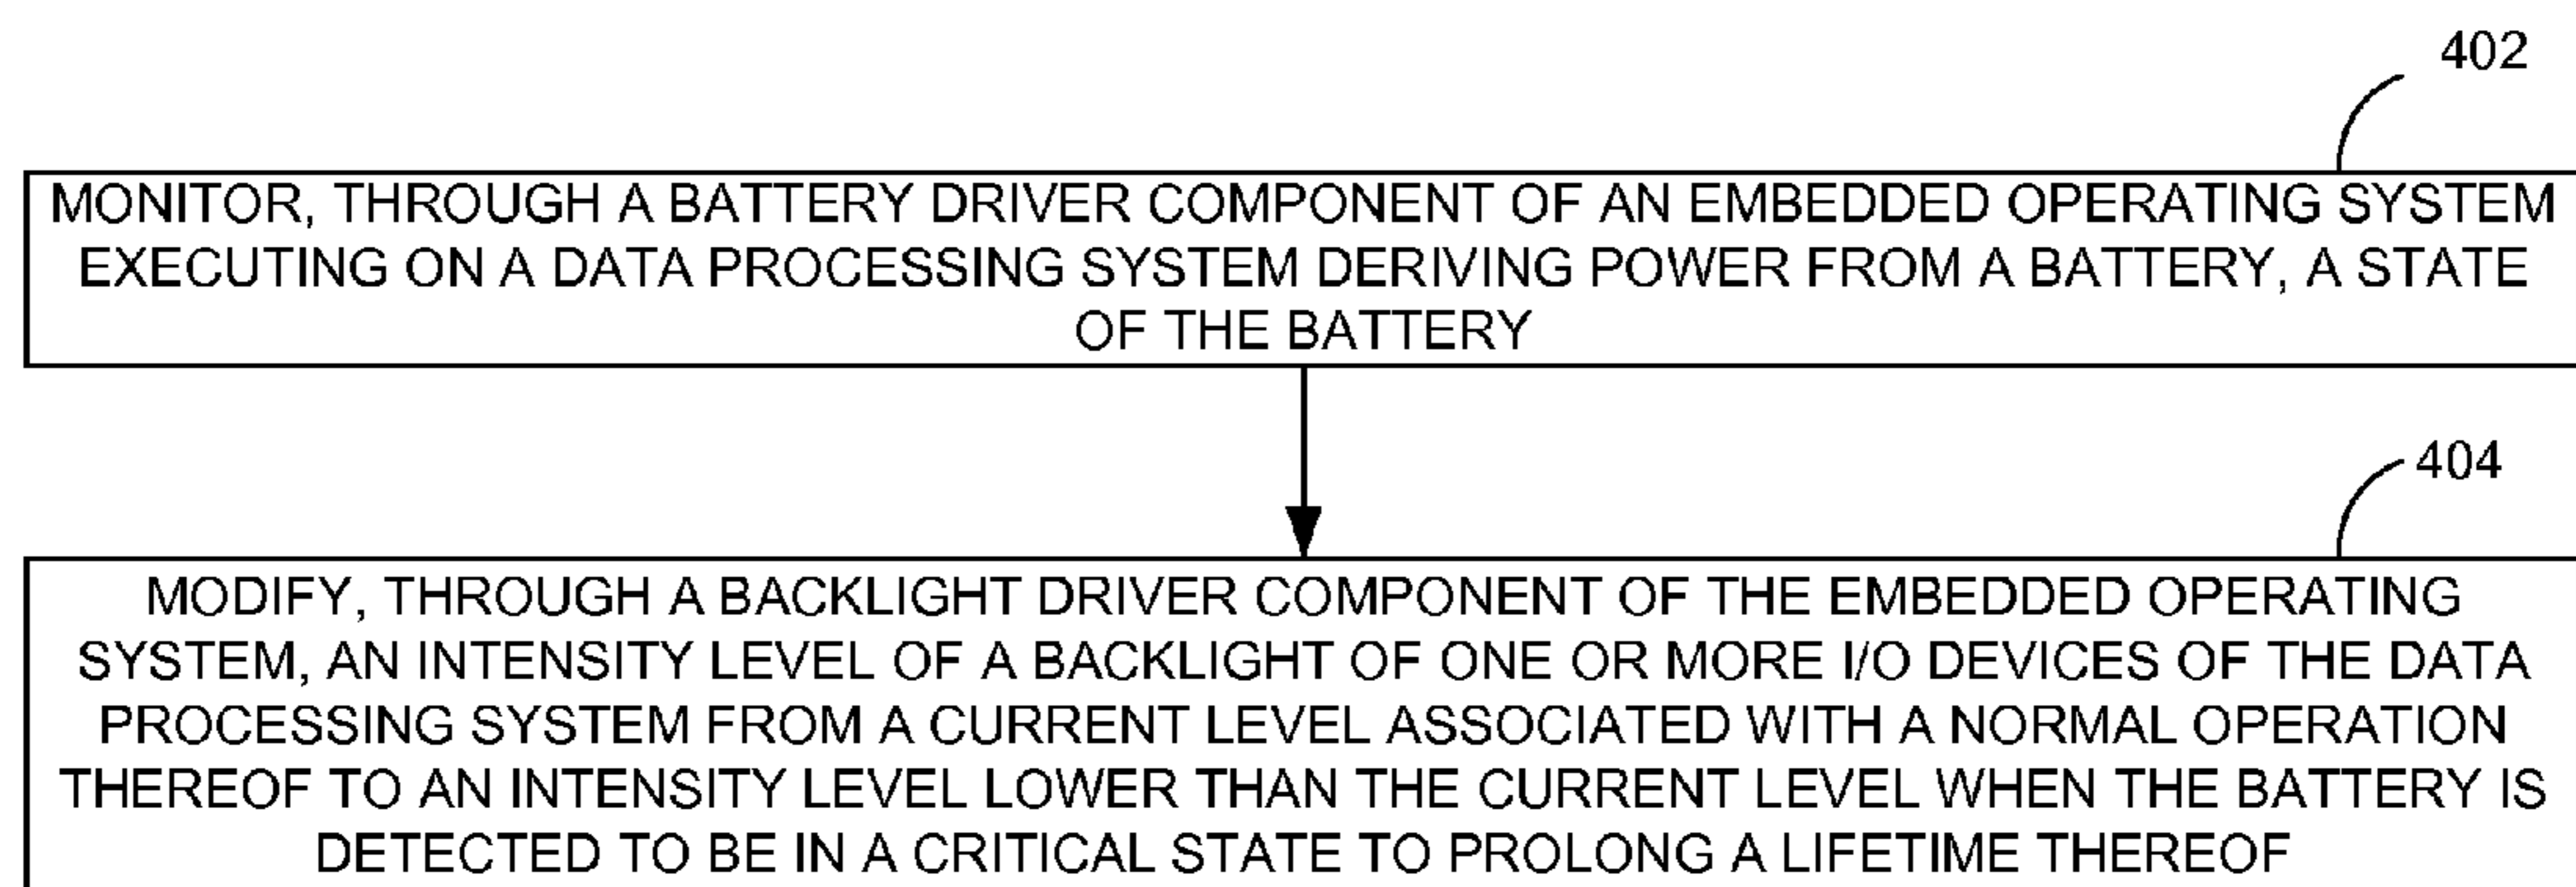 402
MONITOR, THROUGH A BATTERY DRIVER COMPONENT OF AN EMBEDDED OPERATING SYSTEM
EXECUTING ON A DATA PROCESSING SYSTEM DERIVING POWER FROM A BATTERY, A STATE
OF THE BATTERY
404
MODIFY, THROUGH A BACKLIGHT DRIVER COMPONENT OF THE EMBEDDED OPERATING
SYSTEM, AN INTENSITY LEVEL OF A BACKLIGHT OF ONE OR MORE I/O DEVICES OF THE DATA
PROCESSING SYSTEM FROM A CURRENT LEVEL ASSOCIATED WITH A NORMAL OPERATION
THEREOF TO AN INTENSITY LEVEL LOWER THAN THE CURRENT LEVEL WHEN THE BATTERY IS
DETECTED TO BE IN A CRITICAL STATE TO PROLONG A LIFETIME THEREOF